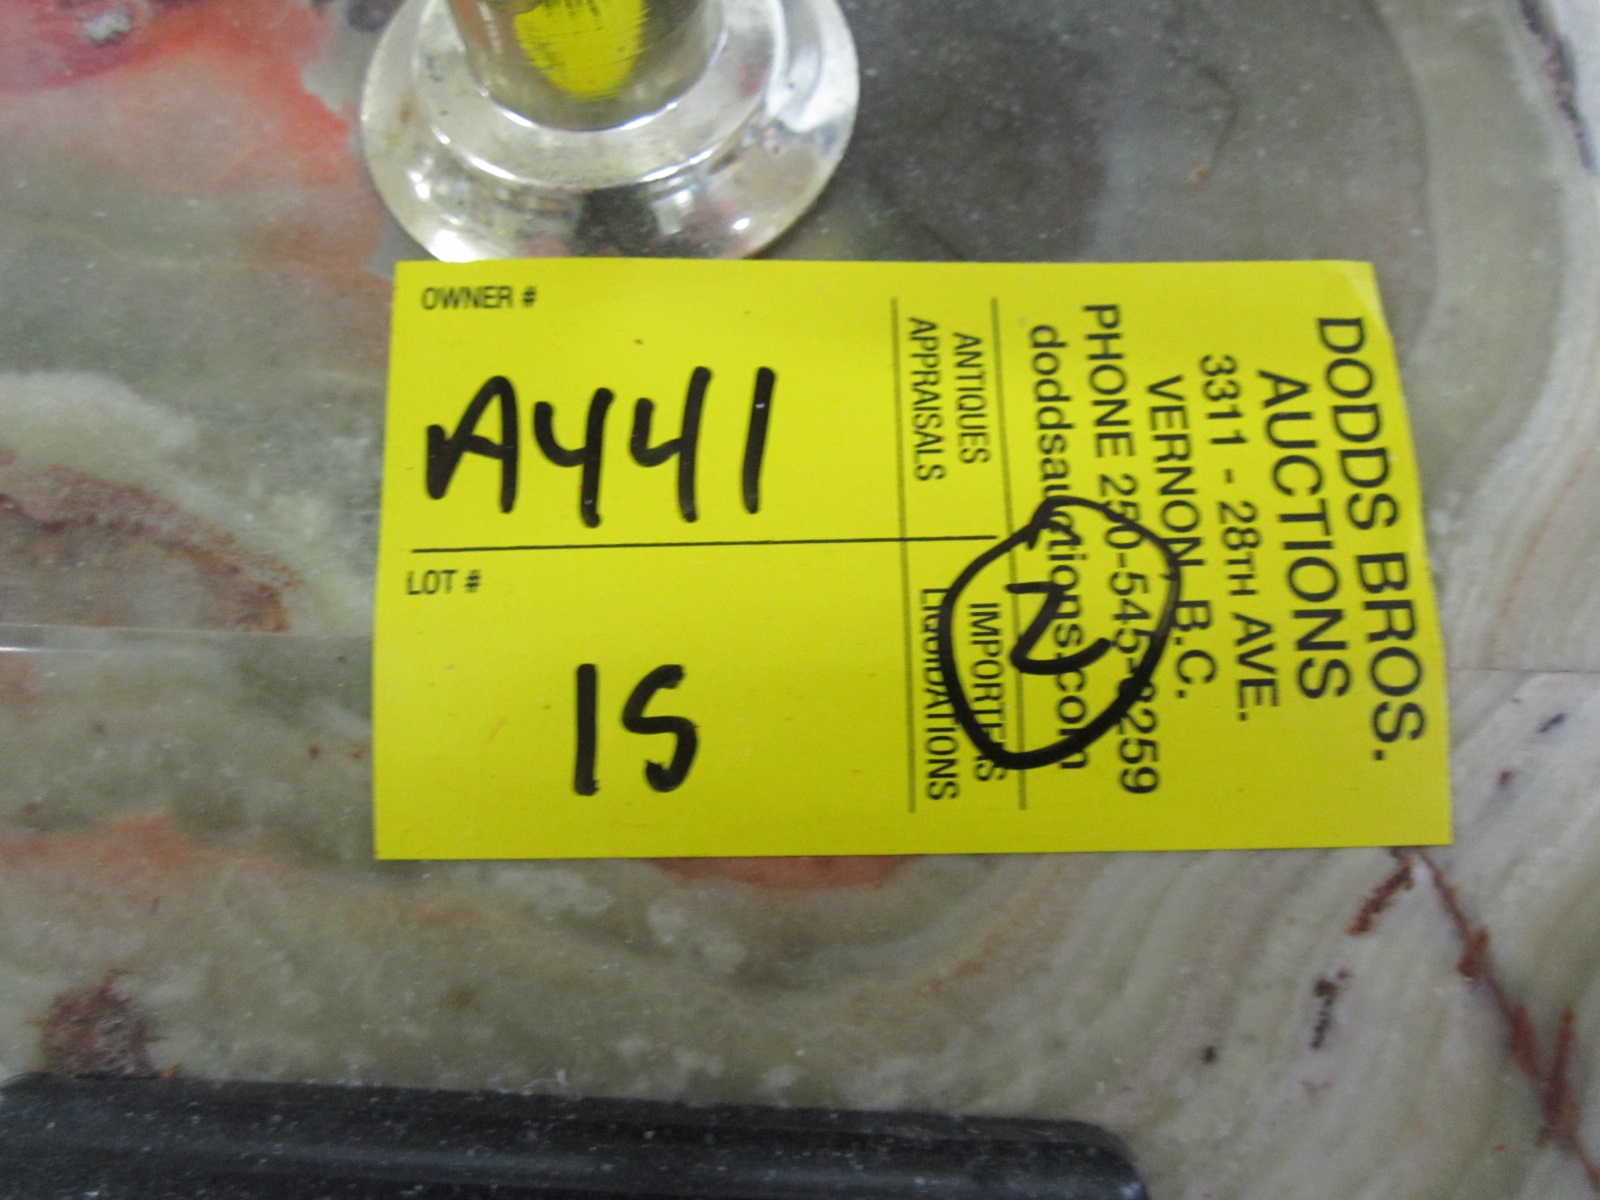 OWNER #
A441
LOT #
15
DODDS BROS.
AUCTIONS
3311 - 28TH AVE.
VERNON, B.C.
PHONE 250-545-3259
doddsauctions.com
ANTIQUES IMPORTERS
APPRAISALS LIQUIDATIONS
N